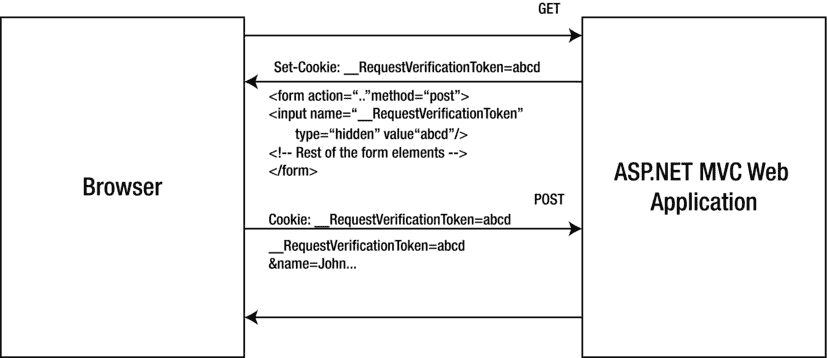 GET
Set-Cookie: __RequestVerificationToken=abcd
<form action=“..”method=“post”>
<input name=“__RequestVerificationToken”
type=“hidden” value“abcd”/>
<!-- Rest of the form elements -->
</form>
Browser
ASP.NET MVC Web
Application
POST
Cookie: __RequestVerificationToken=abcd
__RequestVerificationToken=abcd
&name=John...